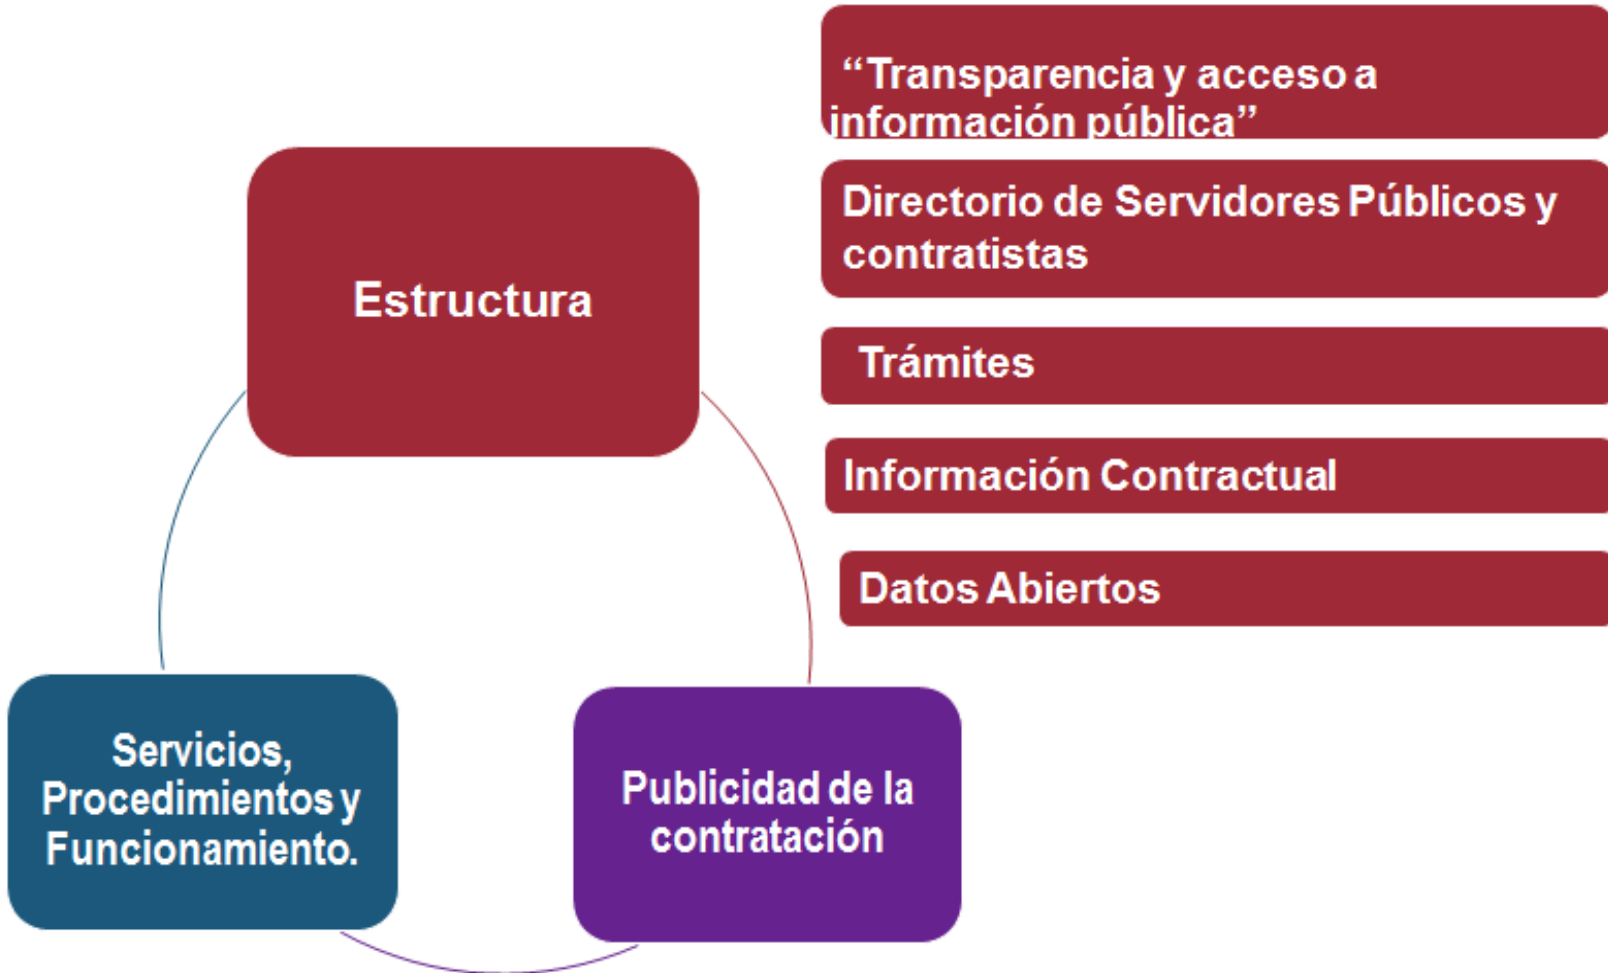 Estructura
“Transparencia y acceso a
información pública”
Directorio de Servidores Públicos y
contratistas
Trámites
Información Contractual
Datos Abiertos
Servicios,
Procedimientos y
Funcionamiento.
Publicidad de la
contratación